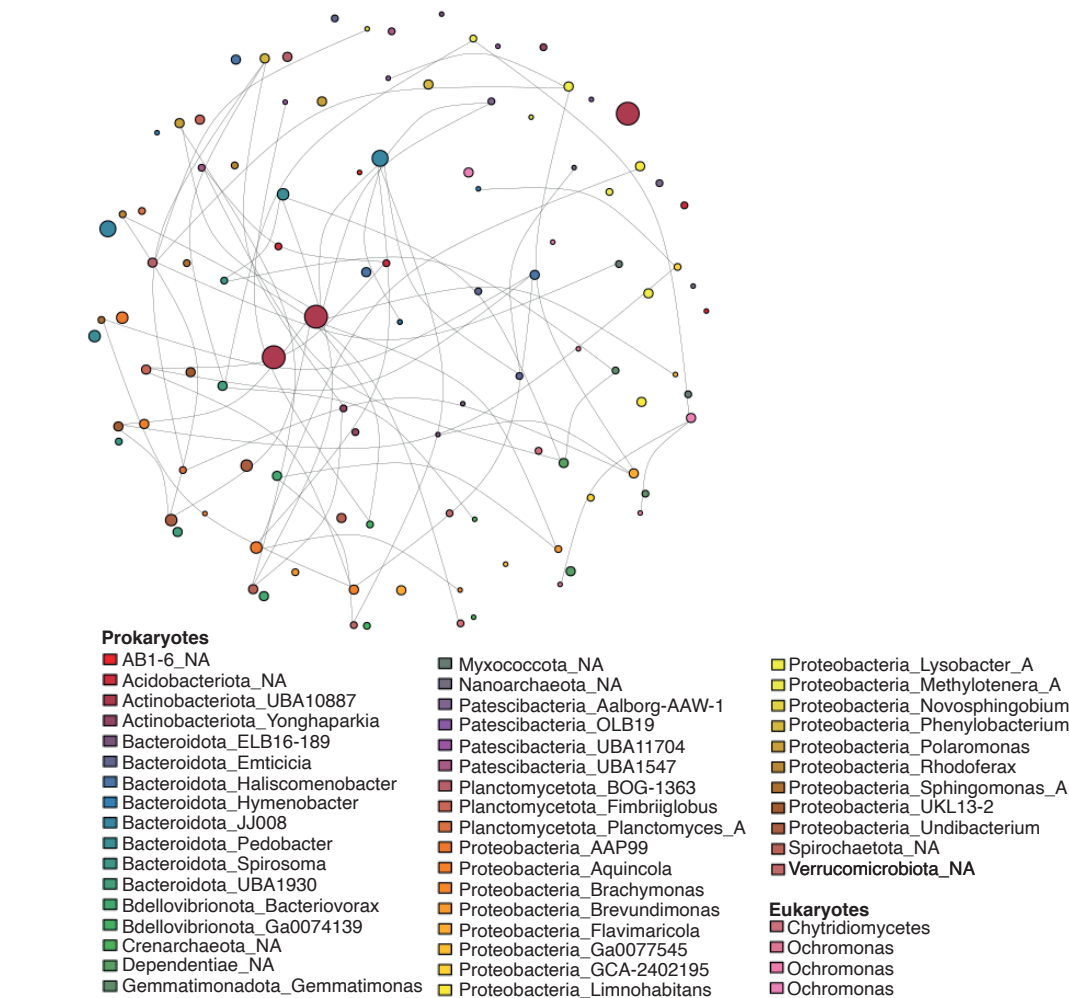 Prokaryotes
AB1-6_NA
Acidobacteriota_NA
Actinobacteriota_UBA10887
Actinobacteriota_Yonghaparkia
Bacteroidota_ELB16-189
Bacteroidota_Emticicia
Bacteroidota_Haliscomenobacter
Bacteroidota_Hymenobacter
Bacteroidota_JJ008
Bacteroidota_Pedobacter
Bacteroidota_Spirosoma
Bacteroidota_UBA1930
Bdellovibrionota_Bacteriovorax
Bdellovibrionota_Ga0074139
Crenarchaeota_NA
Dependentiae_NA
Gemmatimonadota_Gemmatimonas
Myxococcota_NA
Nanoarchaeota_NA
Patescibacteria_Aalborg-AAW-1
Patescibacteria_OLB19
Patescibacteria_UBA11704
Patescibacteria_UBA1547
Planctomycetota_BOG-1363
Planctomycetota_Fimbriiglobus
Planctomycetota_Planctomyces_A
Proteobacteria_AAP99
Proteobacteria_Aquincola
Proteobacteria_Brachymonas
Proteobacteria_Brevundimonas
Proteobacteria_Flavimaricola
Proteobacteria_Ga0077545
Proteobacteria_GCA-2402195
Proteobacteria_Limnohabitans
Proteobacteria_Lysobacter_A
Proteobacteria_Methylotenera_A
Proteobacteria_Novosphingobium
Proteobacteria_Phenylobacterium
Proteobacteria_Polaromonas
Proteobacteria_Rhodoferax
Proteobacteria_Sphingomonas_A
Proteobacteria_UKL13-2
Proteobacteria_Undibacterium
Spirochaetota_NA
Verrucomicrobiota_NA
Eukaryotes
Chytridiomycetes
Ochromonas
Ochromonas
Ochromonas